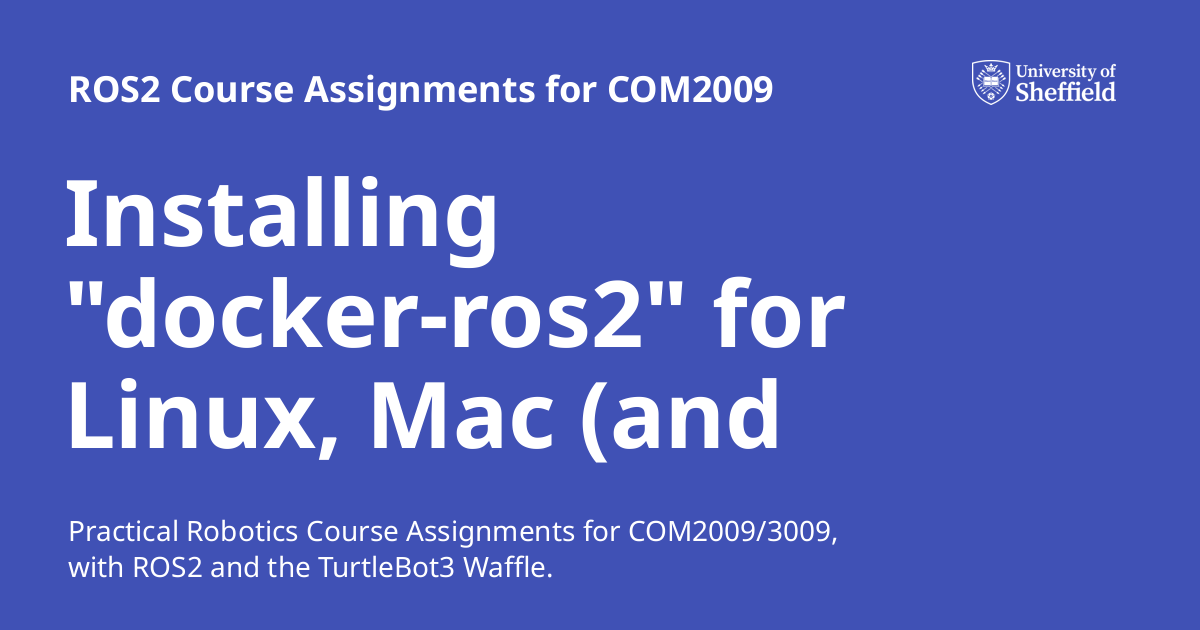 ROS2 Course Assignments for COM2009
University of
Sheffield
Installing
"docker-ros2" for
Linux, Mac (and
Practical Robotics Course Assignments for COM2009/3009,
with ROS2 and the TurtleBot3 Waffle.